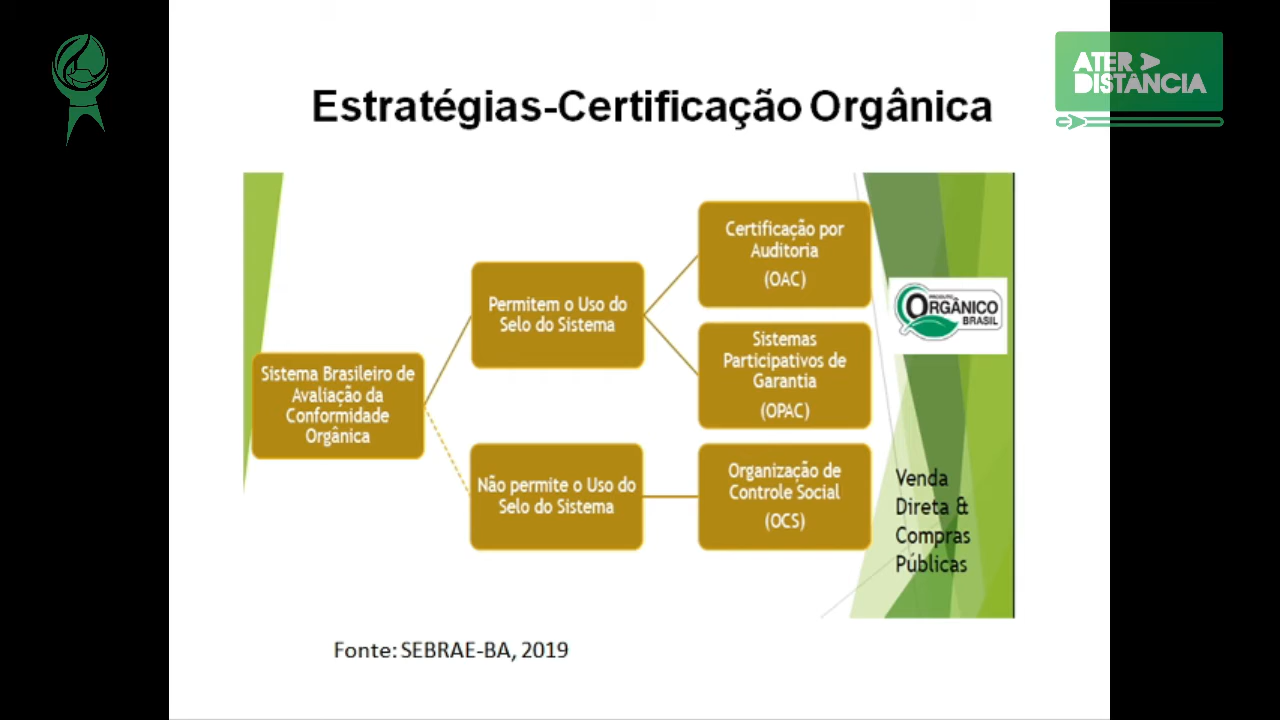 ATER
DISTÂNCIA
Estratégias-Certificação Orgânica
Sistema Brasileiro de
Avaliação da
Conformidade
Orgânica
Permitem o Uso do
Selo do Sistema
Certificação por
Auditoria
(OAC)
Sistemas
Participativos de
Garantia
(OPAC)
PRODUTO
ORGÂNICO
BRASIL
Não permite o Uso do
Selo do Sistema
Organização de
Controle Social
(OCS)
Venda
Direta &
Compras
Públicas
Fonte: SEBRAE-BA, 2019